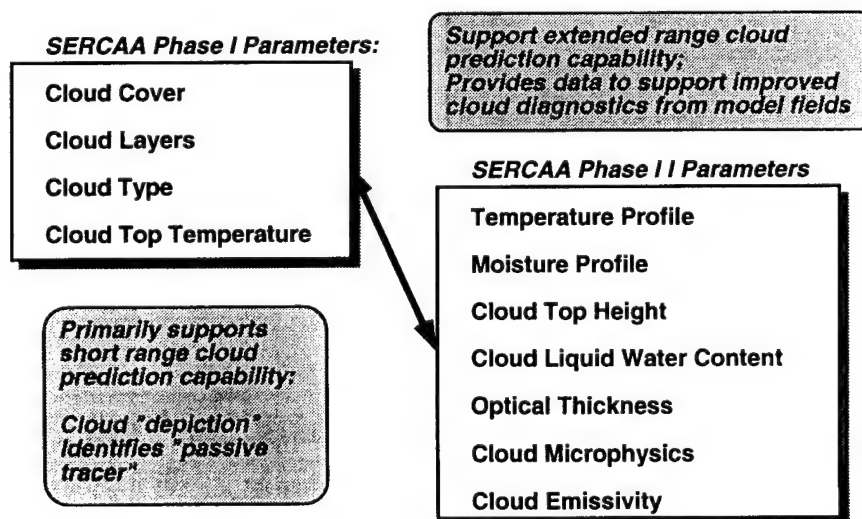 SERCAA Phase I Parameters:
Cloud Cover
Cloud Layers
Cloud Type
Cloud Top Temperature
Support extended range cloud
prediction capability;
Provides data to support improved
cloud diagnostics from model fields
SERCAA Phase I I Parameters
Temperature Profile
Moisture Profile
Cloud Top Height
Cloud Liquid Water Content
Optical Thickness
Cloud Microphysics
Cloud Emissivity
Primarily supports
short range cloud
prediction capability:
Cloud "depiction"
Identifies "passive
tracer"